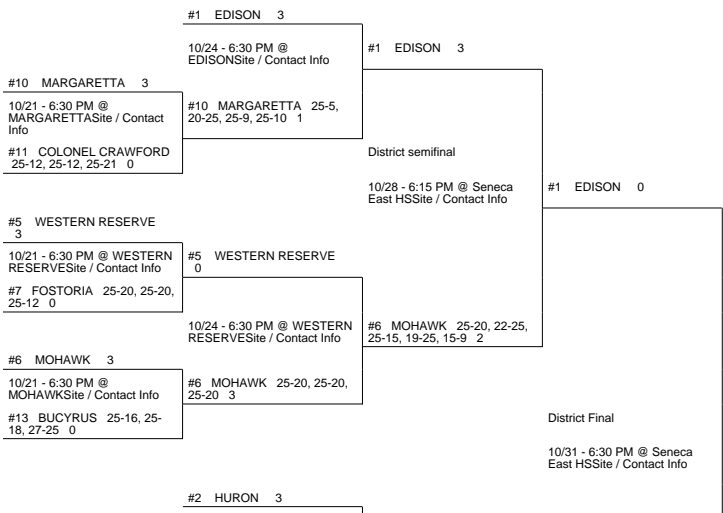 #1 EDISON 3
10/24 - 6:30 PM @
EDISONSite / Contact Info
#1 EDISON 3
#10 MARGARETTA 3
10/21 - 6:30 PM @
MARGARETTASite / Contact
Info
#10 MARGARETTA 25-5,
20-25, 25-9, 25-10 1
#11 COLONEL CRAWFORD
25-12, 25-12, 25-21 0
District semifinal
10/28 - 6:15 PM @ Seneca
East HSSite / Contact Info
#1 EDISON 0
#5 WESTERN RESERVE
3
10/21 - 6:30 PM @ WESTERN
RESERVESite / Contact Info
#5 WESTERN RESERVE
0
#7 FOSTORIA 25-20, 25-20,
25-12 0
10/24 - 6:30 PM @ WESTERN
RESERVESite / Contact Info
#6 MOHAWK 25-20, 22-25,
25-15, 19-25, 15-9 2
#6 MOHAWK 3
10/21 - 6:30 PM @
MOHAWKSite / Contact Info
#6 MOHAWK 25-20, 25-20,
25-20 3
#13 BUCYRUS 25-16, 25-
18, 27-25 0
District Final
10/31 - 6:30 PM @ Seneca
East HSSite / Contact Info
#2 HURON 3